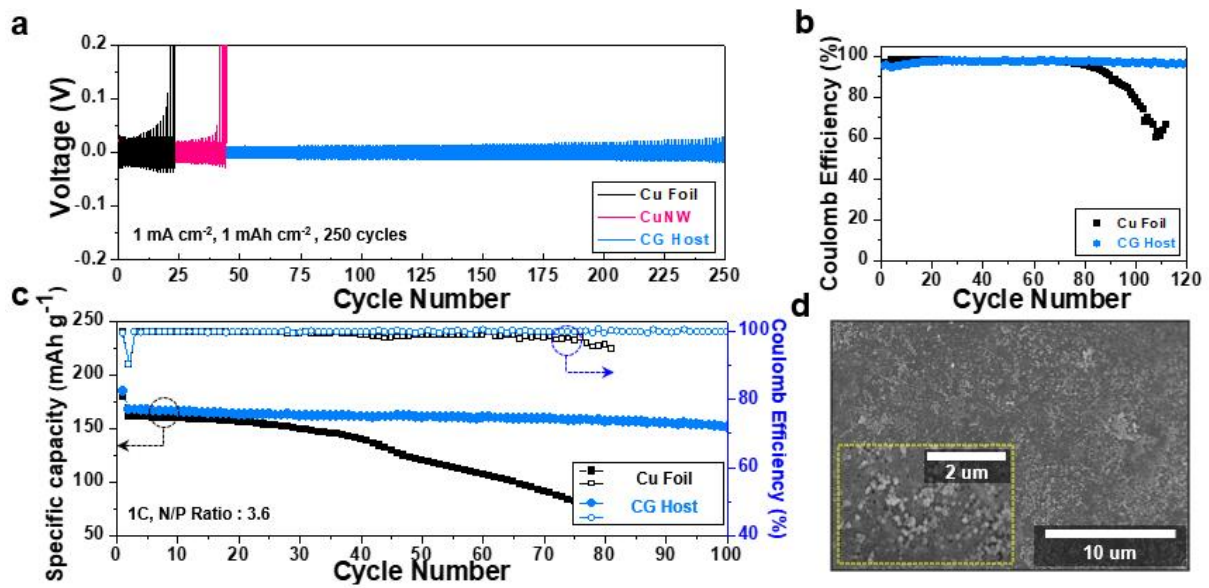 a
0.2
0.1
0.0
-0.1
-0.2
Voltage (V)
Cu Foil
CuNW
CG Host
1 mA cm-2, 1 mAh cm-2 , 250 cycles
0 25 50 75 100 125 150 175 200 225 250
Cycle Number
b
100
80
60
40
20
0
Coulomb Efficiency (%)
Cu Foil
CG Host
0 20 40 60 80 100 120
Cycle Number
c
250
200
150
100
50
Specific capacity (mAh g-1)
100
80
60
40
Coulomb Efficiency (%)
Cu Foil
CG Host
1C, N/P Ratio : 3.6
0 10 20 30 40 50 60 70 80 90 100
Cycle Number
d
2 um
10 um